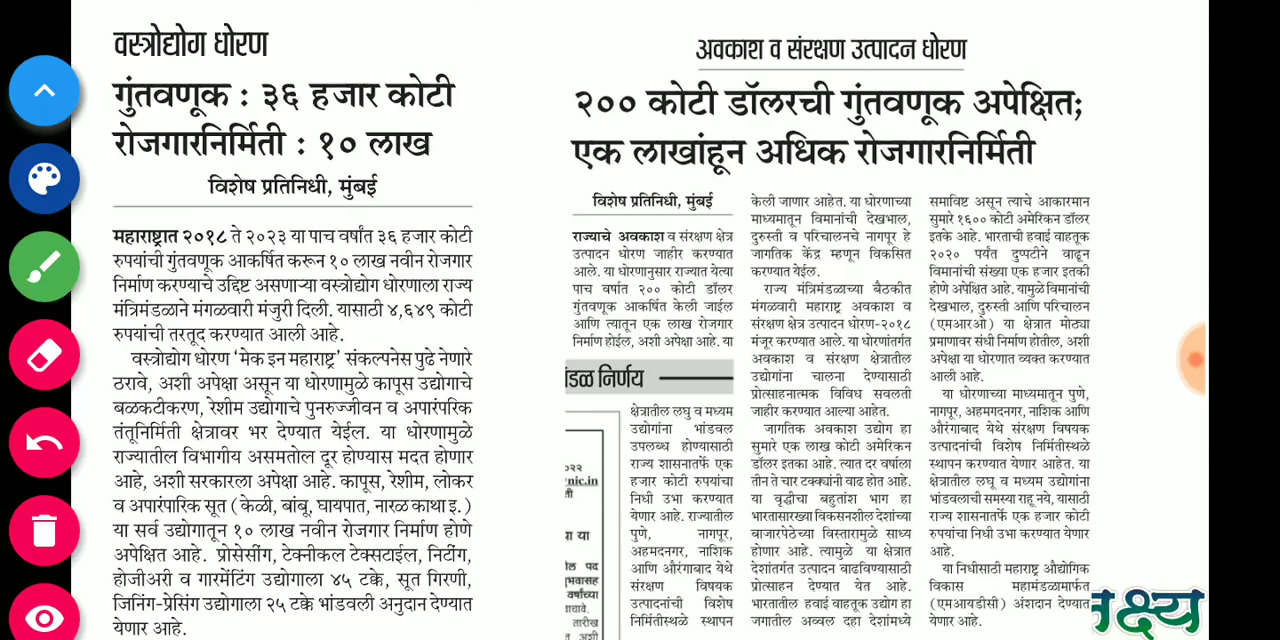 वस्त्रोद्योग धोरण
गुंतवणूक : ३६ हजार कोटी
रोजगारनिर्मिती : १० लाख
विशेष प्रतिनिधी, मुंबई
महाराष्ट्रात २०१८ ते २०२३ या पाच वर्षांत ३६ हजार कोटी
रुपयांची गुंतवणूक आकर्षित करून १० लाख नवीन रोजगार
निर्माण करण्याचे उद्दिष्ट असणाऱ्या वस्त्रोद्योग धोरणाला राज्य
मंत्रिमंडळाने मंगळवारी मंजुरी दिली. यासाठी ४,६४९ कोटी
रुपयांची तरतूद करण्यात आली आहे.
वस्त्रोद्योग धोरण ‘मेक इन महाराष्ट्र’ संकल्पनेस पुढे नेणारे
ठरावे, अशी अपेक्षा असून या धोरणामुळे कापूस उद्योगाचे
बळकटीकरण, रेशीम उद्योगाचे पुनरुज्जीवन व अपारंपरिक
तंतूनिर्मिती क्षेत्रावर भर देण्यात येईल. या धोरणामुळे
राज्यातील विभागीय असमतोल दूर होण्यास मदत होणार
आहे, अशी सरकारला अपेक्षा आहे. कापूस, रेशीम, लोकर
व अपारंपारिक सूत (केळी, बांबू, घायपात, नारळ काथा इ.)
या सर्व उद्योगातून १० लाख नवीन रोजगार निर्माण होणे
अपेक्षित आहे. प्रोसेसींग, टेक्नीकल टेक्सटाईल, निटींग,
होजीअरी व गारमेंटिंग उद्योगाला ४५ टक्के, सूत गिरणी,
जिनिंग-प्रेसिंग उद्योगाला २५ टक्के भांडवली अनुदान देण्यात
येणार आहे.
अवकाश व संरक्षण उत्पादन धोरण
२०० कोटी डॉलरची गुंतवणूक अपेक्षित;
एक लाखांहून अधिक रोजगारनिर्मिती
विशेष प्रतिनिधी, मुंबई
राज्याचे अवकाश व संरक्षण क्षेत्र
उत्पादन धोरण जाहीर करण्यात
आले. या धोरणानुसार राज्यात येत्या
पाच वर्षांत २०० कोटी डॉलर
गुंतवणूक आकर्षित केली जाईल
आणि त्यातून एक लाख रोजगार
निर्माण होईल, अशी अपेक्षा आहे. या
मंडळ निर्णय
क्षेत्रातील लघु व मध्यम
उद्योगांना भांडवल
उपलब्ध होण्यासाठी
राज्य शासनातर्फे एक
हजार कोटी रुपयांचा
निधी उभा करण्यात
येणार आहे. राज्यातील
पुणे, नागपूर,
अहमदनगर, नाशिक
आणि औरंगाबाद येथे
संरक्षण विषयक
उत्पादनांची विशेष
निर्मितीस्थळे स्थापन
०२२
nic.in
ती
या या
ील पद
वर्षाच्या
तारीख
त अशी
केली जाणार आहेत. या धोरणाच्या
माध्यमातून विमानांची देखभाल,
दुरुस्ती व परिचालनचे नागपूर हे
जागतिक केंद्र म्हणून विकसित
करण्यात येईल.
राज्य मंत्रिमंडळाच्या बैठकीत
मंगळवारी महाराष्ट्र अवकाश व
संरक्षण क्षेत्र उत्पादन धोरण-२०१८
मंजूर करण्यात आले. या धोरणांतर्गत
अवकाश व संरक्षण क्षेत्रातील
उद्योगांना चालना देण्यासाठी
प्रोत्साहनात्मक विविध सवलती
जाहीर करण्यात आल्या आहेत.
जागतिक अवकाश उद्योग हा
सुमारे एक लाख कोटी अमेरिकन
डॉलर इतका आहे. त्यात दर वर्षाला
तीन ते चार टक्क्यांनी वाढ होत आहे.
या वृद्धीचा बहुतांश भाग हा
भारतासारख्या विकसनशील देशांच्या
बाजारपेठेच्या विस्तारामुळे साध्य
होणार आहे. त्यामुळे या क्षेत्रात
देशांतर्गत उत्पादन वाढविण्यासाठी
प्रोत्साहन देण्यात येत आहे.
भारतातील हवाई वाहतूक उद्योग हा
जगातील अव्वल दहा देशांमध्ये
समाविष्ट असून त्याचे आकारमान
सुमारे १६०० कोटी अमेरिकन डॉलर
इतके आहे. भारताची हवाई वाहतूक
२०२० पर्यंत दुप्पटीने वाढून
विमानांची संख्या एक हजार इतकी
होणे अपेक्षित आहे. यामुळे विमानांची
देखभाल, दुरुस्ती आणि परिचालन
(एमआरओ) या क्षेत्रात मोठ्या
प्रमाणावर संधी निर्माण होतील, अशी
अपेक्षा या धोरणात व्यक्त करण्यात
आली आहे.
या धोरणाच्या माध्यमातून पुणे,
नागपूर, अहमदनगर, नाशिक आणि
औरंगाबाद येथे संरक्षण विषयक
उत्पादनांची विशेष निर्मितीस्थळे
स्थापन करण्यात येणार आहेत. या
क्षेत्रातील लघु व मध्यम उद्योगांना
भांडवलाची समस्या राहू नये, यासाठी
राज्य शासनातर्फे एक हजार कोटी
रुपयांचा निधी उभा करण्यात येणार
आहे.
या निधीसाठी महाराष्ट्र औद्योगिक
विकास महामंडळामार्फत
(एमआयडीसी) अंशदान देण्यात
येणार आहे.
लक्ष्य